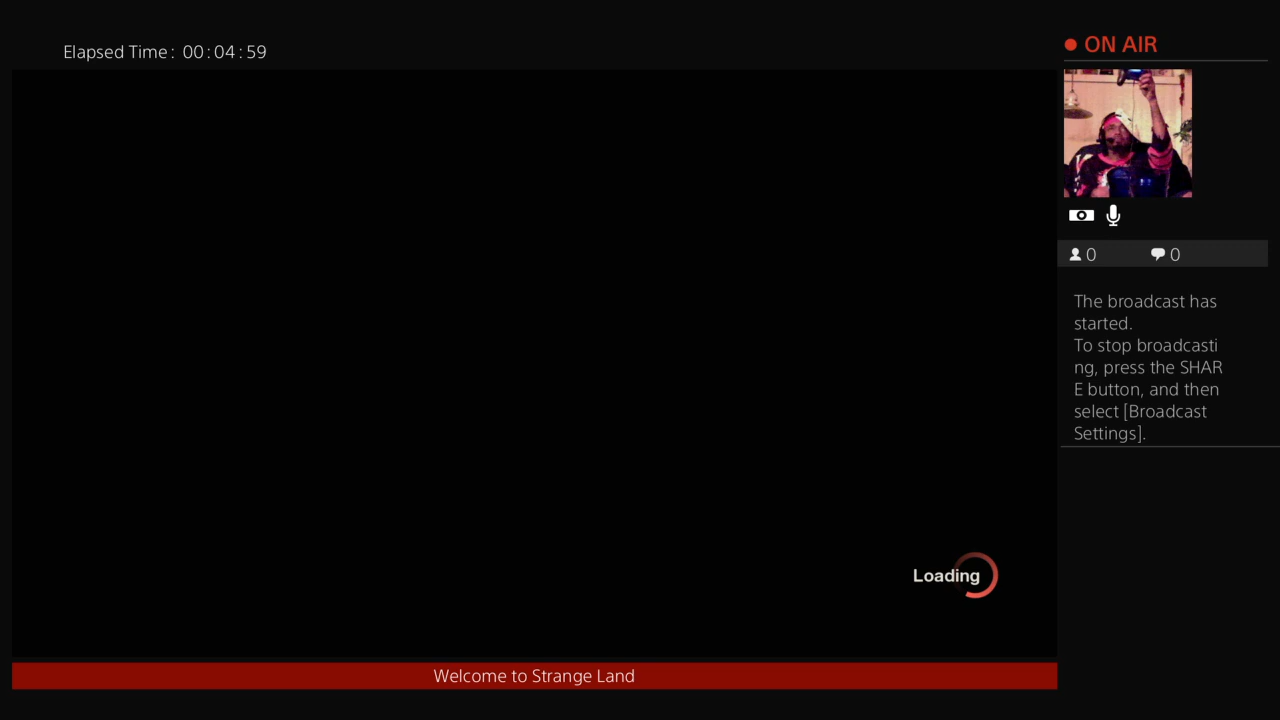 Elapsed Time: 00:04:59
ON AIR
0 0
The broadcast has
started.
To stop broadcasti
ng, press the SHAR
E button, and then
select [Broadcast
Settings].
Loading
Welcome to Strange Land